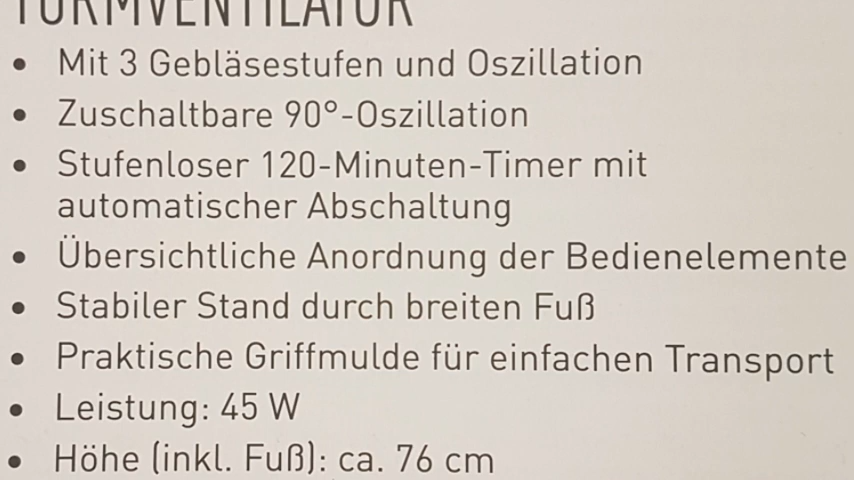 TURMVENTILATOR
• Mit 3 Gebläsestufen und Oszillation
• Zuschaltbare 90°-Oszillation
• Stufenloser 120-Minuten-Timer mit
automatischer Abschaltung
• Übersichtliche Anordnung der Bedienelemente
• Stabiler Stand durch breiten Fuß
• Praktische Griffmulde für einfachen Transport
• Leistung: 45 W
• Höhe (inkl. Fuß): ca. 76 cm